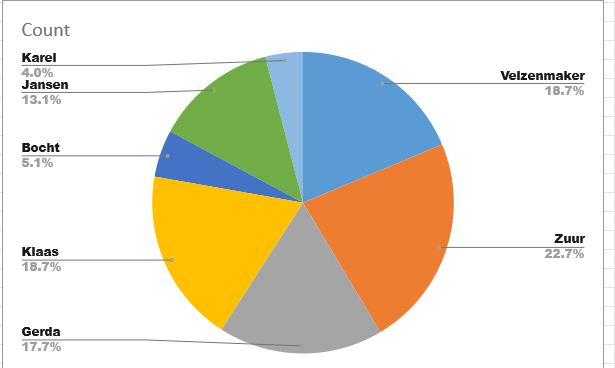 Count
Karel
4.0%
Jansen
13.1%
Bocht
5.1%
Klaas
18.7%
Gerda
17.7%
Velzenmaker
18.7%
Zuur
22.7%